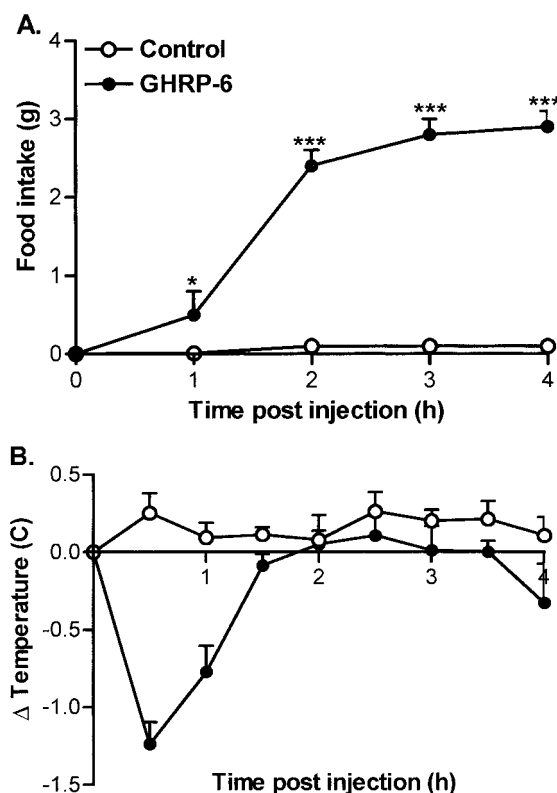 A.
Control
GHRP-6
Food intake (g)
4
3
2
1
0
*
***
***
***
0 1 2 3 4
Time post injection (h)
B.
Δ Temperature (C)
0.5
0.0
-0.5
-1.0
-1.5
1 2 3 4
Time post injection (h)